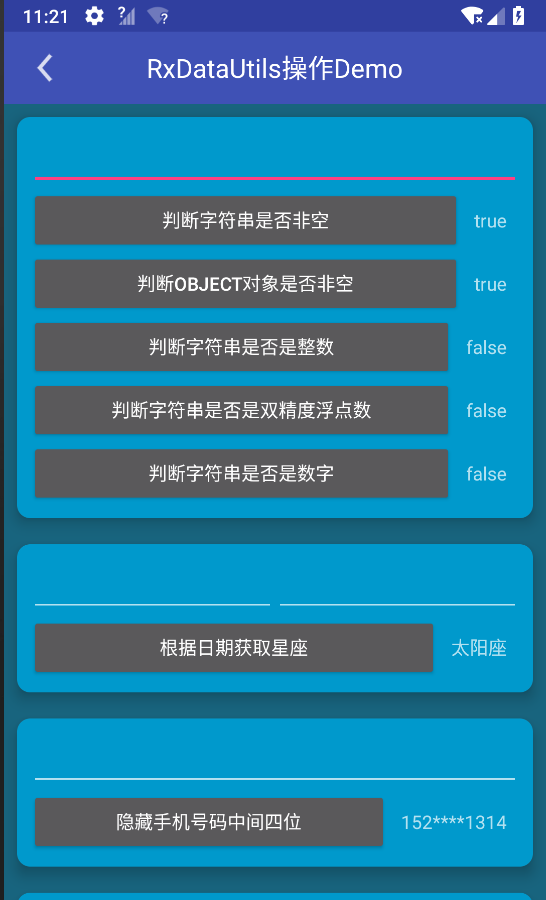 11:21
RxDataUtils操作Demo
判断字符串是否非空 true
判断OBJECT对象是否非空 true
判断字符串是否是整数 false
判断字符串是否是双精度浮点数 false
判断字符串是否是数字 false
根据日期获取星座 太阳座
隐藏手机号码中间四位 152****1314